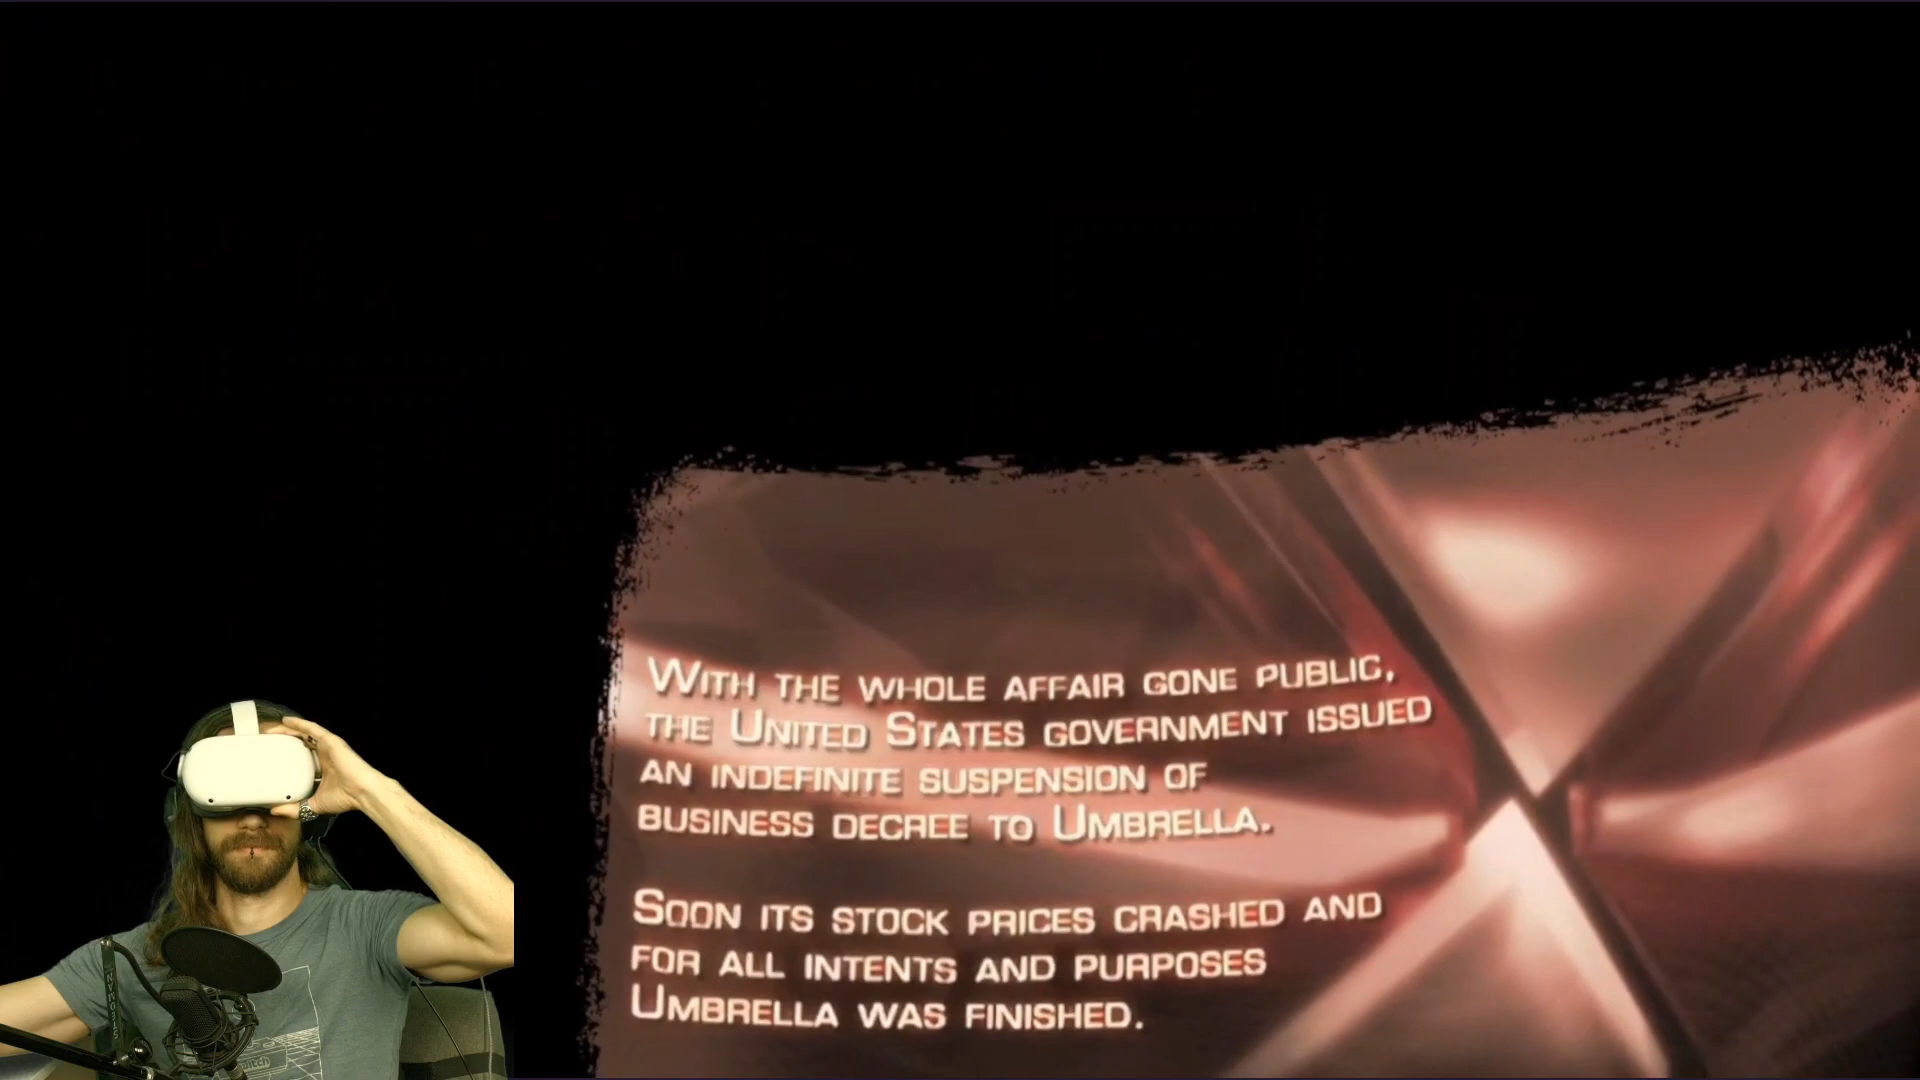 With the whole affair gone public,
the United States government issued
an indefinite suspension of
business decree to Umbrella.
Soon its stock prices crashed and
for all intents and purposes
Umbrella was finished.